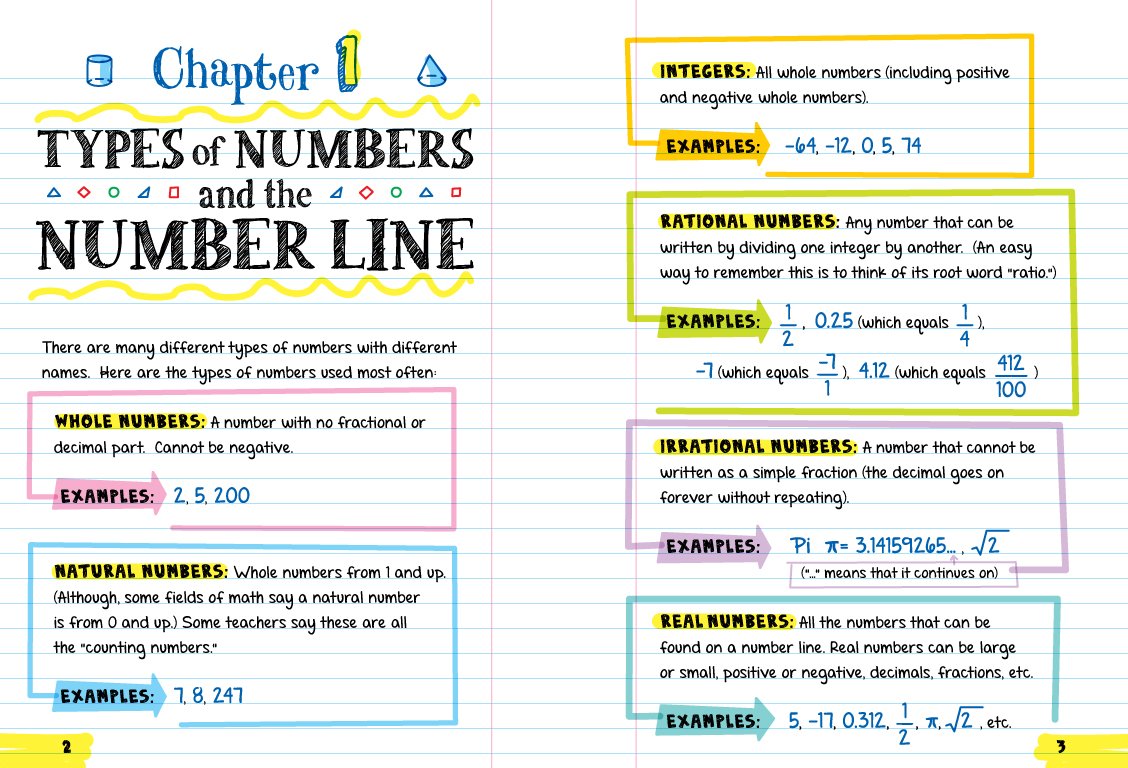 Chapter 1
TYPES of NUMBERS
and the
NUMBER LINE
There are many different types of numbers with different
names. Here are the types of numbers used most often:
WHOLE NUMBERS: A number with no fractional or
decimal part. Cannot be negative.
EXAMPLES: 2, 5, 200
NATURAL NUMBERS: Whole numbers from 1 and up.
(Although, some fields of math say a natural number
is from 0 and up.) Some teachers say these are all
the "counting numbers."
EXAMPLES: 7, 8, 247
2
INTEGERS: All whole numbers (including positive
and negative whole numbers).
EXAMPLES: -64, -12, 0, 5, 74
RATIONAL NUMBERS: Any number that can be
written by dividing one integer by another. (An easy
way to remember this is to think of its root word "ratio.")
EXAMPLES: 1/2, 0.25 (which equals 1/4),
-7 (which equals -7/1), 4.12 (which equals 412/100)
IRRATIONAL NUMBERS: A number that cannot be
written as a simple fraction (the decimal goes on
forever without repeating).
EXAMPLES: Pi π= 3.14159265..., √2
("..." means that it continues on)
REAL NUMBERS: All the numbers that can be
found on a number line. Real numbers can be large
or small, positive or negative, decimals, fractions, etc.
EXAMPLES: 5, -17, 0.312, 1/2, π, √2, etc.
3